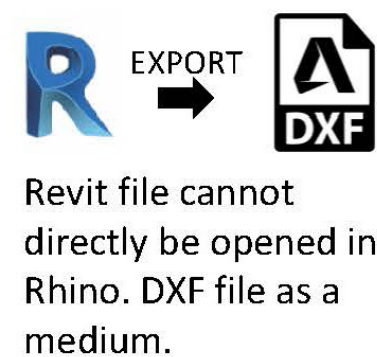 EXPORT
DXF
Revit file cannot
directly be opened in
Rhino. DXF file as a
medium.